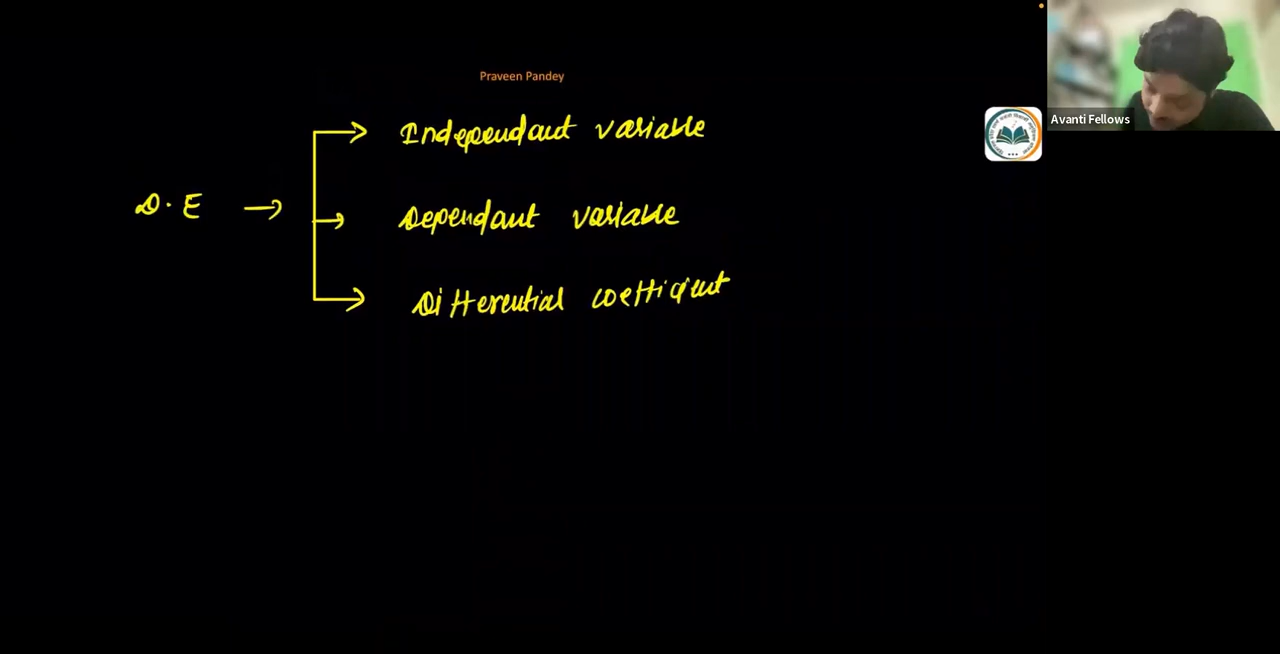 Praveen Pandey
Independant variable
Avanti Fellows
D.E → Dependant variable
Differential coefficient